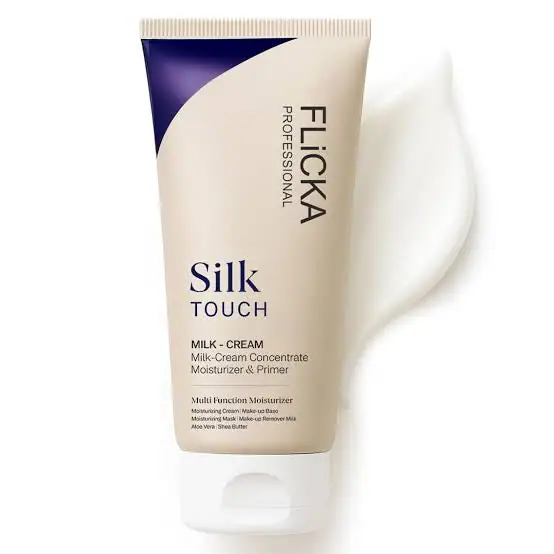 FLiCKA
PROFESSIONAL
Silk
TOUCH
MILK - CREAM
Milk-Cream Concentrate
Moisturizer & Primer
Multi Function Moisturizer
Moisturizing Cream | Make-up Base
Moisturizing Mask | Make-up Remover Milk
Aloe Vera | Shea Butter